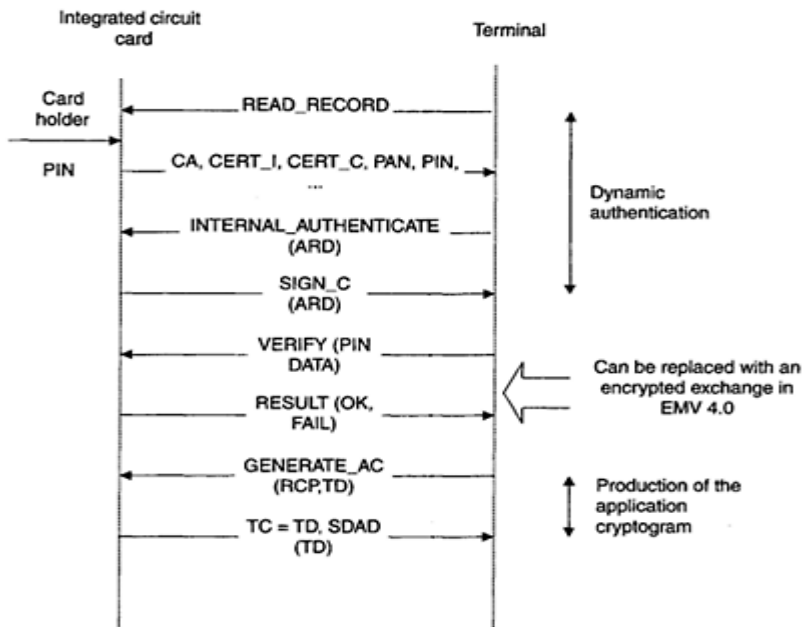 Integrated circuit
card
Terminal
READ_RECORD
Card
holder
PIN
CA, CERT_I, CERT_C, PAN, PIN,
...
Dynamic
authentication
INTERNAL_AUTHENTICATE
(ARD)
SIGN_C
(ARD)
VERIFY (PIN
DATA)
Can be replaced with an
encrypted exchange in
EMV 4.0
RESULT (OK,
FAIL)
GENERATE_AC
(RCP,TD)
Production of the
application
cryptogram
TC = TD, SDAD
(TD)